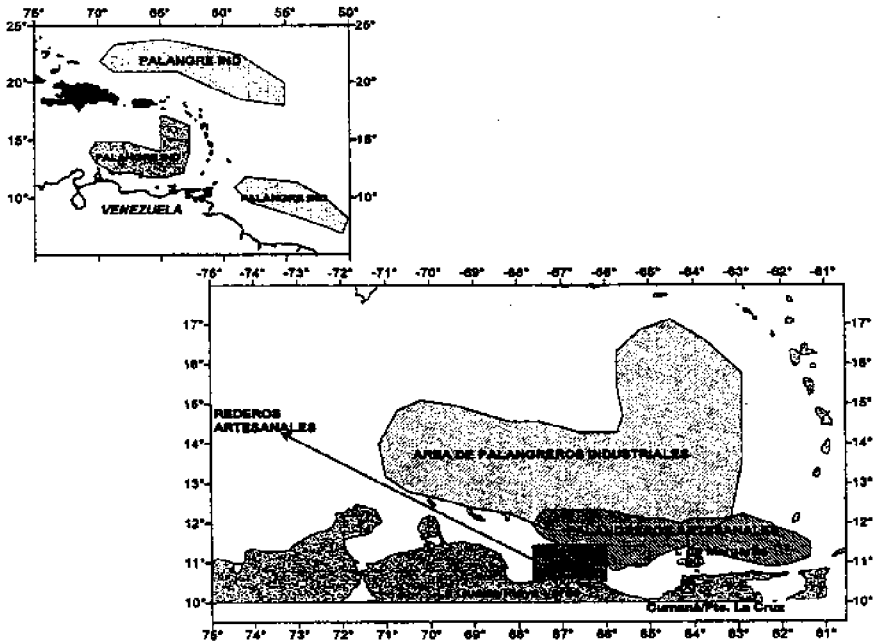 75° 70° 65° 60° 55° 50°
25° 25°
PALANGRE IND
20° 20°
15° 15°
PALANGRE IND
10° PALANGRE IND 10°
VENEZUELA
-75° -73° -72° -71° -70° -69° -68° -67° -66° -65° -64° -63° -62° -61°
17° 17°
16° 16°
15° 15°
REDEROS
ARTESANALES
14° 14°
AREA DE PALANGREROS INDUSTRIALES
13° 13°
12° ARTESANALES 12°
11° 11°
10° 10°
Cumaná/Pto. La Cruz
75° 73° 72° 71° 70° 69° 68° 67° 66° 65° 64° 63° 62° 61°